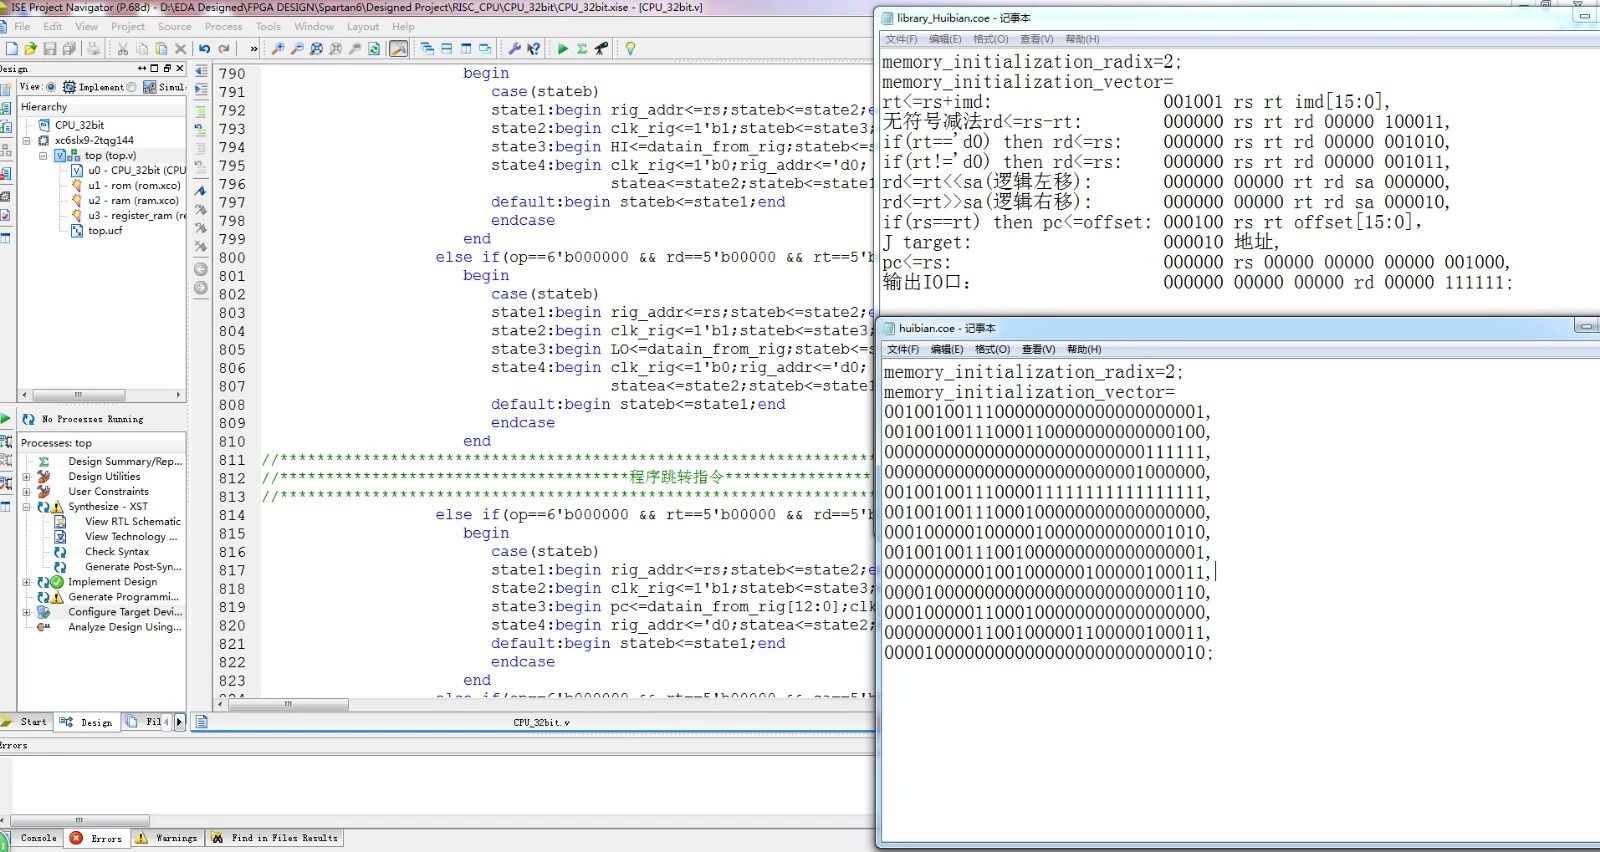 ISE Project Navigator (P.68d) - D:\EDA Designed\FPGA DESIGN\Spartan6\Designed Project\RISC_CPU\CPU_32bit\CPU_32bit.xise - [CPU_32bit.v]
File Edit View Project Source Process Tools Window Layout Help
Design
View: Implement Simul
Hierarchy
CPU_32bit
xc6slx9-2tqg144
top (top.v)
u0 - CPU_32bit (CPU
u1 - rom (rom.xco)
u2 - ram (ram.xco)
u3 - register_ram (re
top.ucf
No Processes Running
Processes: top
Design Summary/Rep...
Design Utilities
User Constraints
Synthesize - XST
View RTL Schematic
View Technology ...
Check Syntax
Generate Post-Syn...
Implement Design
Generate Programmi...
Configure Target Devi...
Analyze Design Using...
Start Design Fil
790 begin
791 case(stateb)
792 state1:begin rig_addr<=rs;stateb<=state2;e
793 state2:begin clk_rig<=1'b1;stateb<=state3;
794 state3:begin HI<=datain_from_rig;stateb<=s
795 state4:begin clk_rig<=1'b0;rig_addr<='d0;
796 statea<=state2;stateb<=state1
797 default:begin stateb<=state1;end
798 endcase
799 end
800 else if(op==6'b000000 && rd==5'b00000 && rt==5'b
801 begin
802 case(stateb)
803 state1:begin rig_addr<=rs;stateb<=state2;e
804 state2:begin clk_rig<=1'b1;stateb<=state3;
805 state3:begin LO<=datain_from_rig;stateb<=s
806 state4:begin clk_rig<=1'b0;rig_addr<='d0;
807 statea<=state2;stateb<=state1
808 default:begin stateb<=state1;end
809 endcase
810 end
811 //****************************************************************
812 //**************************************程序跳转指令****************
813 //****************************************************************
814 else if(op==6'b000000 && rt==5'b00000 && rd==5'b
815 begin
816 case(stateb)
817 state1:begin rig_addr<=rs;stateb<=state2;e
818 state2:begin clk_rig<=1'b1;stateb<=state3;
819 state3:begin pc<=datain_from_rig[12:0];clk
820 state4:begin rig_addr<='d0;statea<=state2;
821 default:begin stateb<=state1;end
822 endcase
823 end
824 else if(op==6'b000000 && rt==5'b00000 && sa==5'b
CPU_32bit.v
Errors
Console Errors Warnings Find in Files Results
library_Huibian.coe - 记事本
文件(F) 编辑(E) 格式(O) 查看(V) 帮助(H)
memory_initialization_radix=2;
memory_initialization_vector=
rt<=rs+imd: 001001 rs rt imd[15:0],
无符号减法rd<=rs-rt: 000000 rs rt rd 00000 100011,
if(rt=='d0) then rd<=rs: 000000 rs rt rd 00000 001010,
if(rt!='d0) then rd<=rs: 000000 rs rt rd 00000 001011,
rd<=rt<<sa(逻辑左移): 000000 00000 rt rd sa 000000,
rd<=rt>>sa(逻辑右移): 000000 00000 rt rd sa 000010,
if(rs==rt) then pc<=offset: 000100 rs rt offset[15:0],
J target: 000010 地址,
pc<=rs: 000000 rs 00000 00000 00000 001000,
输出IO口: 000000 00000 00000 rd 00000 111111;
huibian.coe - 记事本
文件(F) 编辑(E) 格式(O) 查看(V) 帮助(H)
memory_initialization_radix=2;
memory_initialization_vector=
00100100111000000000000000000001,
00100100111000110000000000000100,
00000000000000000000000000111111,
00000000000000000000000001000000,
00100100111000011111111111111111,
00100100111000100000000000000000,
00010000010000010000000000001010,
00100100111001000000000000000001,
00000000001001000000100000100011,
00001000000000000000000000000110,
00010000011000100000000000000000,
00000000011001000001100000100011,
00001000000000000000000000000010;